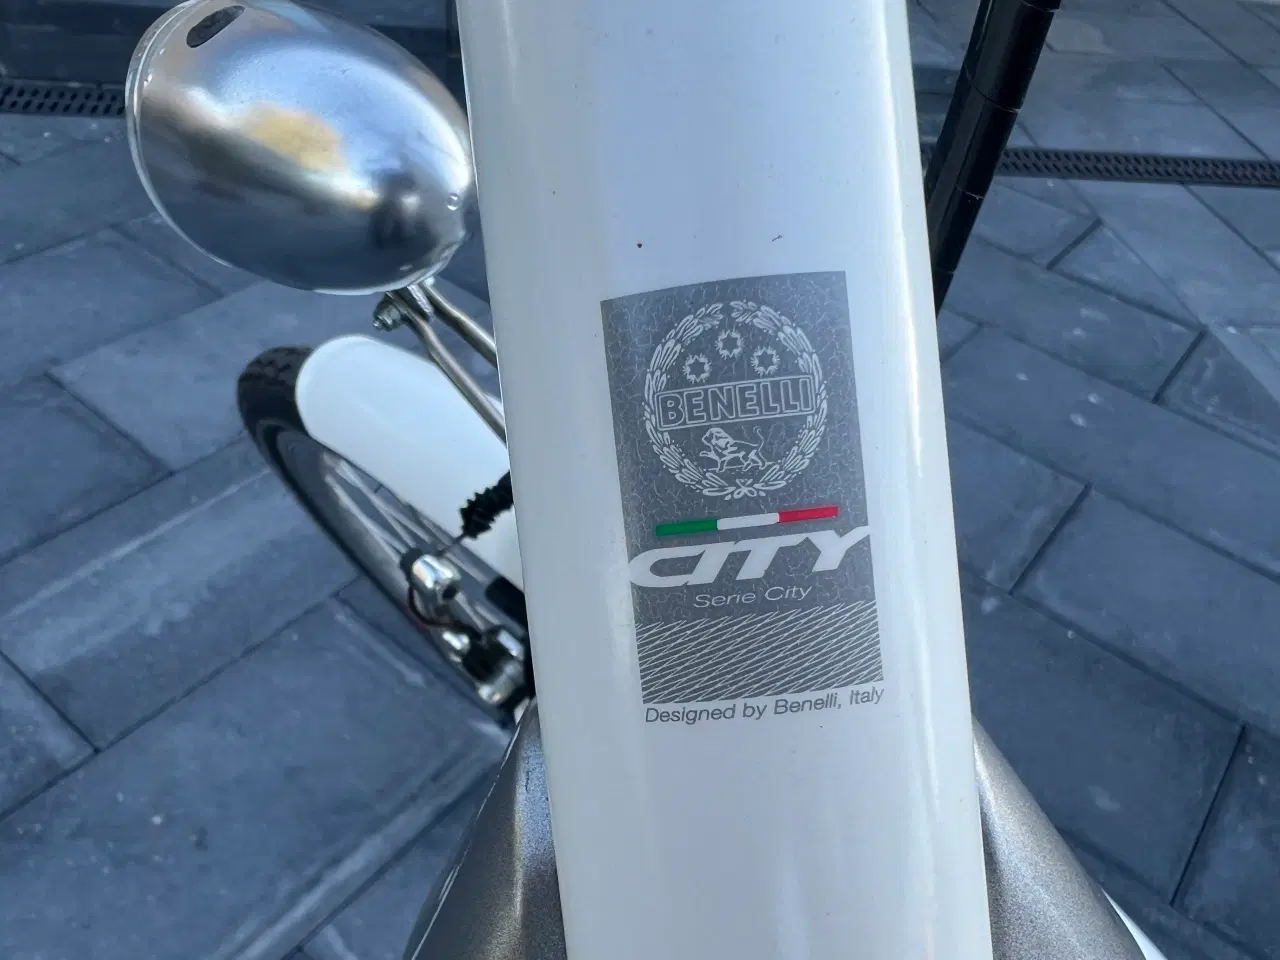 BENELLI
CITY
Serie City
Designed by Benelli, Italy